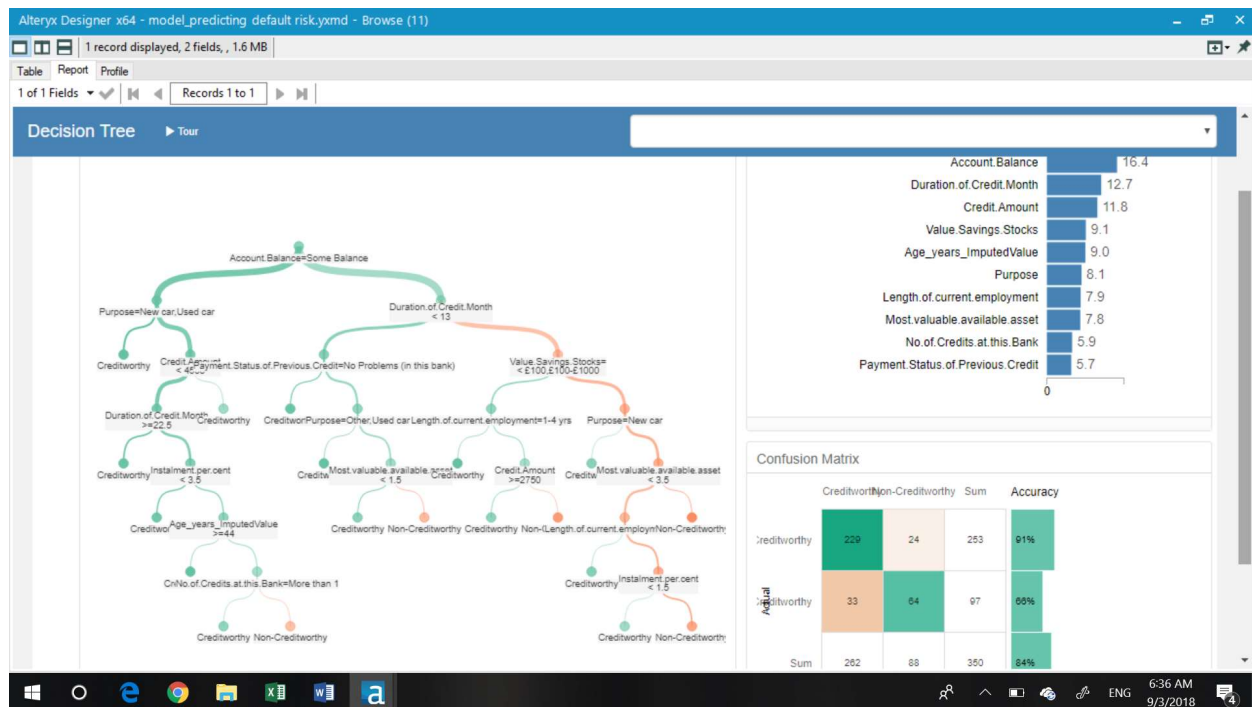 Alteryx Designer x64 - model_predicting default risk.yxmd - Browse (11)
1 record displayed, 2 fields, , 1.6 MB
Table Report Profile
1 of 1 Fields Records 1 to 1
Decision Tree Tour
Account.Balance 16.4
Duration.of.Credit.Month 12.7
Credit.Amount 11.8
Value.Savings.Stocks 9.1
Age_years_ImputedValue 9.0
Purpose 8.1
Length.of.current.employment 7.9
Most.valuable.available.asset 7.8
No.of.Credits.at.this.Bank 5.9
Payment.Status.of.Previous.Credit 5.7
0
Account.Balance=Some Balance
Purpose=New car,Used car
Duration.of.Credit.Month
< 13
Creditworthy
Credit.Amount
Payment.Status.of.Previous.Credit=No Problems (in this bank)
Value.Savings.Stocks=
< £100,£100-£1000
Duration.of.Credit.Month
>=22.5
Creditworthy
Purpose=Other,Used car
Length.of.current.employment=1-4 yrs
Purpose=New car
Creditworthy
Instalment.per.cent
< 3.5
Most.valuable.available
< 1.5
Creditworthy
Credit.Amount
>=2750
Most.valuable.available.asset
< 3.5
Age_years_ImputedValue
>=44
Creditworthy Non-Creditworthy Creditworthy
Non-Creditworthy
No.of.Credits.at.this.Bank=More than 1
Creditworthy
Instalment.per.cent
< 1.5
Creditworthy Non-Creditworthy
Creditworthy Non-Creditworthy
Confusion Matrix
Non-Creditworthy Sum Accuracy
229 24 253 91%
Actual
33 64 97 66%
Sum 262 88 350 84%
ENG
6:36 AM
9/3/2018
4